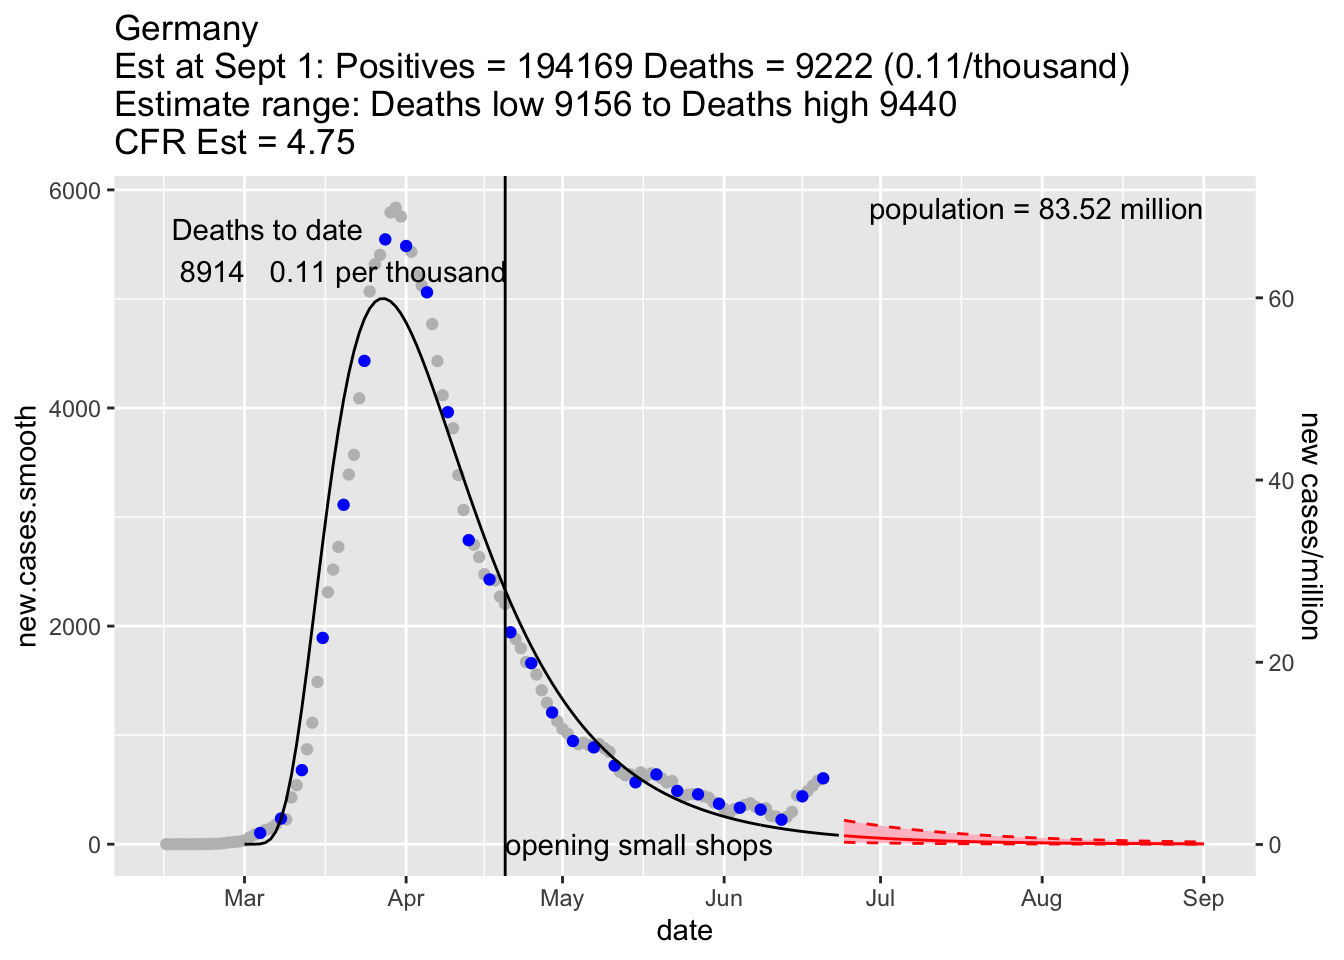 Germany
Est at Sept 1: Positives = 194169 Deaths = 9222 (0.11/thousand)
Estimate range: Deaths low 9156 to Deaths high 9440
CFR Est = 4.75
6000
4000
2000
0
new.cases.smooth
Deaths to date
8914 0.11 per thousand
population = 83.52 million
opening small shops
60
40
20
0
new cases/million
Mar Apr May Jun Jul Aug Sep
date